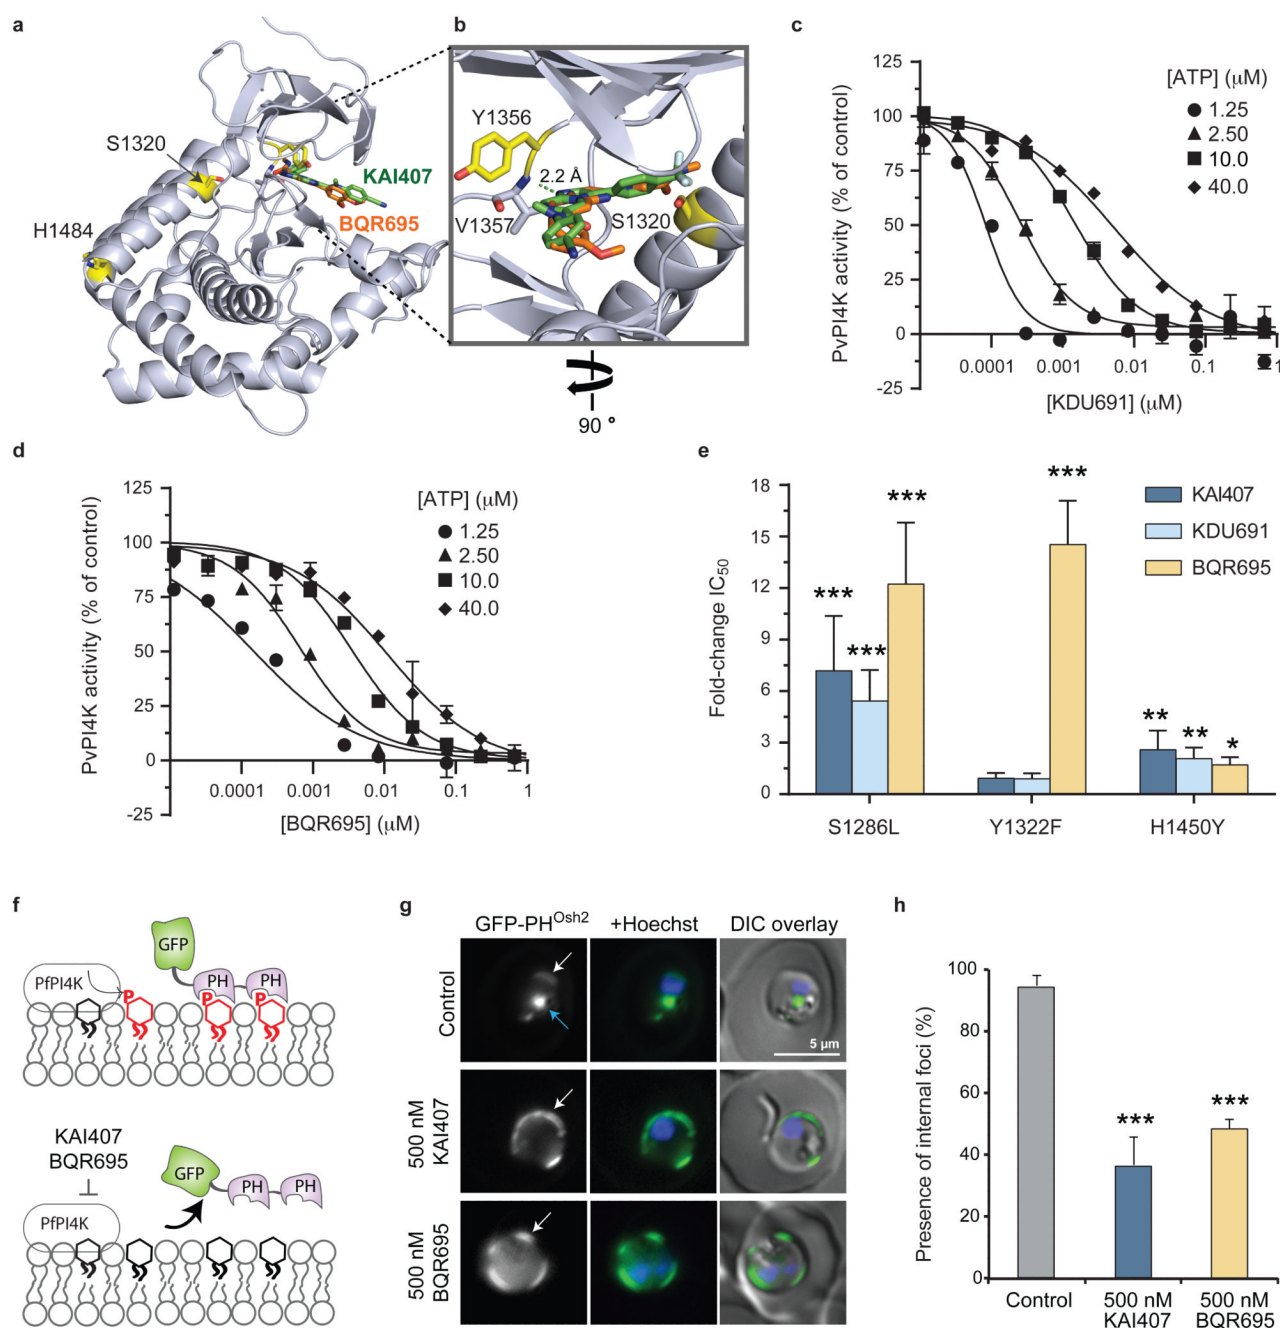 a
S1320
H1484
KAI407
BQR695
b
Y1356
2.2 Å
V1357
S1320
90 °
c
125
100
75
50
25
0
-25
PvPI4K activity (% of control)
[ATP] (μM)
1.25
2.50
10.0
40.0
0.0001
0.001
0.01
0.1
1
[KDU691] (μM)
d
125
100
75
50
25
0
-25
PvPI4K activity (% of control)
[ATP] (μM)
1.25
2.50
10.0
40.0
0.0001
0.001
0.01
0.1
1
[BQR695] (μM)
e
18
15
12
9
6
3
0
Fold-change IC50
***
***
***
***
**
**
*
KAI407
KDU691
BQR695
S1286L
Y1322F
H1450Y
f
GFP
PfPI4K
PH
PH
P
P
P
KAI407
BQR695
GFP
PH
PH
PfPI4K
g
GFP-PHOsh2
+Hoechst
DIC overlay
Control
5 μm
500 nM
KAI407
500 nM
BQR695
h
100
80
60
40
20
0
Presence of internal foci (%)
***
***
Control
500 nM
KAI407
500 nM
BQR695